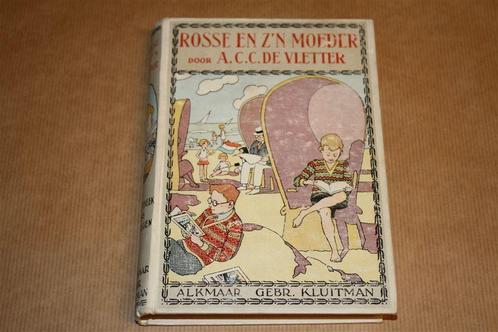 ROSSE EN Z'N MOEDER
DOOR A.C.C. DE VLETTER
ALKMAAR GEBR. KLUITMAN